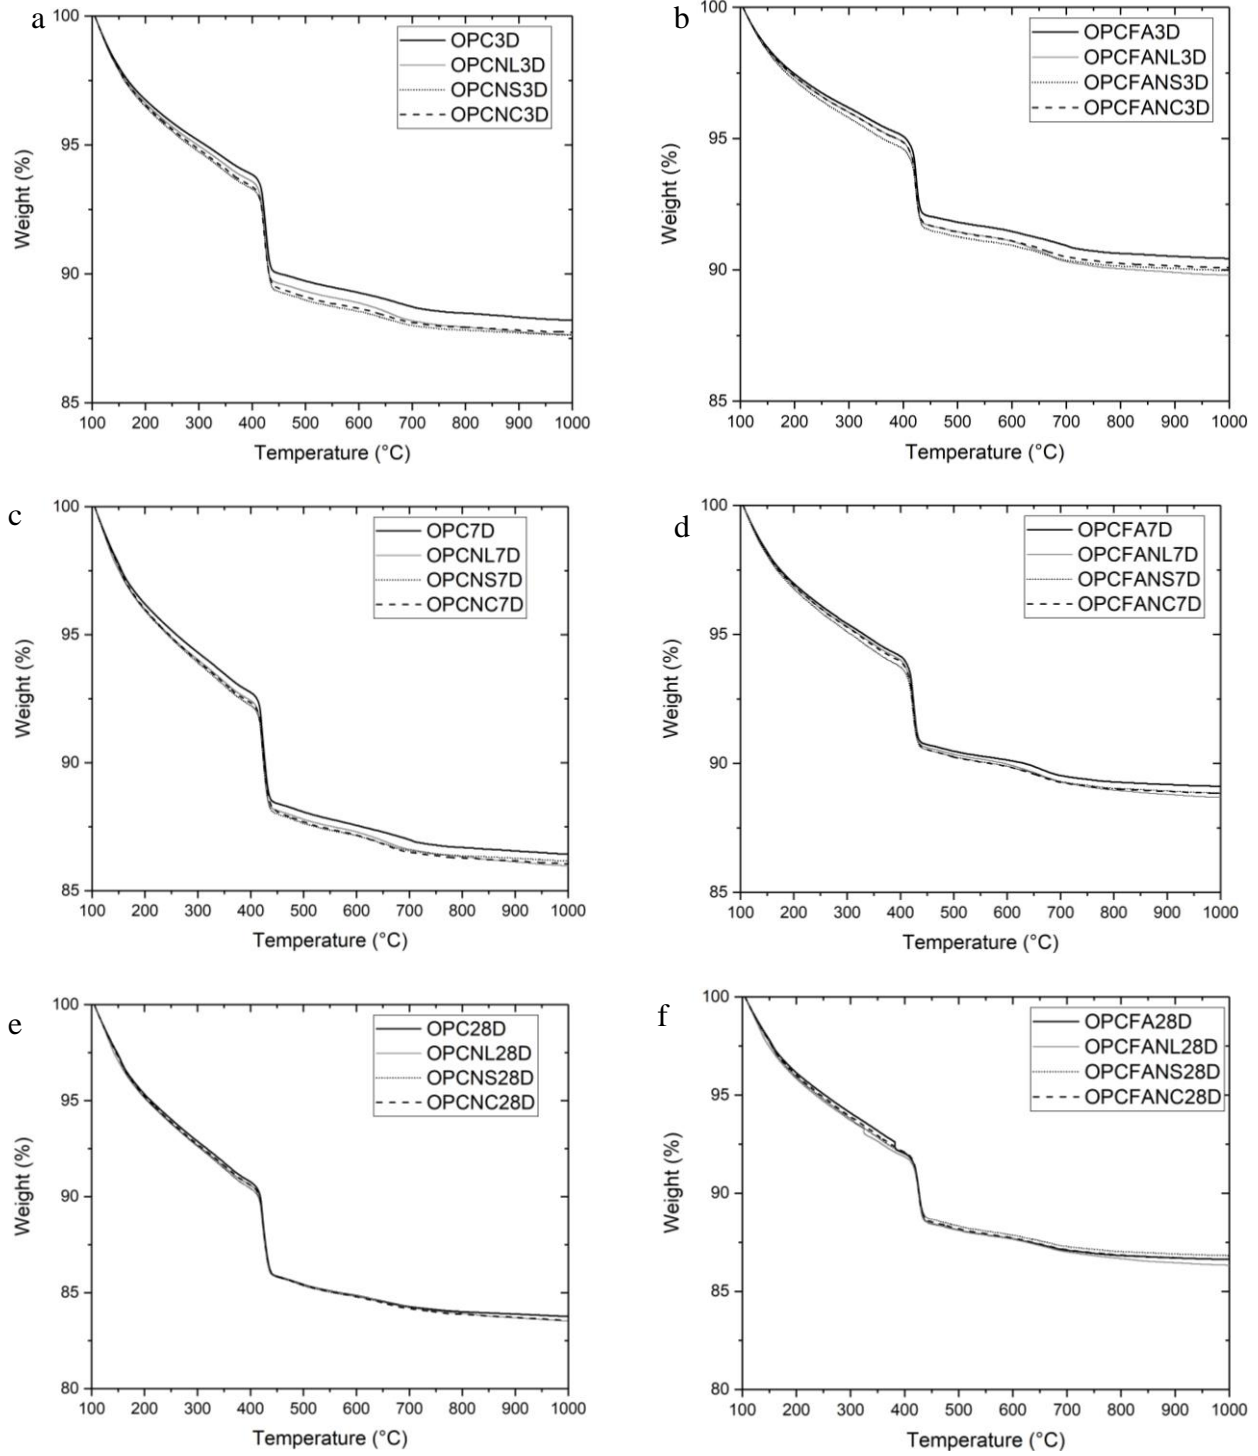 a
100
95
90
85
Weight (%)
OPC3D
OPCNL3D
OPCNS3D
OPCNC3D
100 200 300 400 500 600 700 800 900 1000
Temperature (°C)
b
100
95
90
85
Weight (%)
OPCFA3D
OPCFANL3D
OPCFANS3D
OPCFANC3D
100 200 300 400 500 600 700 800 900 1000
Temperature (°C)
c
100
95
90
85
Weight (%)
OPC7D
OPCNL7D
OPCNS7D
OPCNC7D
100 200 300 400 500 600 700 800 900 1000
Temperature (°C)
d
100
95
90
85
Weight (%)
OPCFA7D
OPCFANL7D
OPCFANS7D
OPCFANC7D
100 200 300 400 500 600 700 800 900 1000
Temperature (°C)
e
100
95
90
85
80
Weight (%)
OPC28D
OPCNL28D
OPCNS28D
OPCNC28D
100 200 300 400 500 600 700 800 900 1000
Temperature (°C)
f
100
95
90
85
80
Weight (%)
OPCFA28D
OPCFANL28D
OPCFANS28D
OPCFANC28D
100 200 300 400 500 600 700 800 900 1000
Temperature (°C)